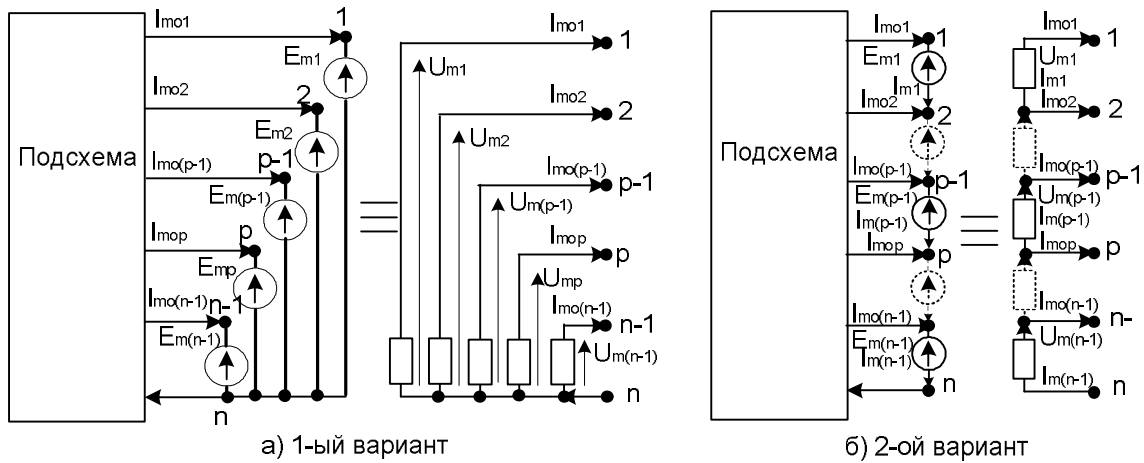 Подсхема
Imo1
1
Em1
Imo2
2
Em2
Imo(p-1)
p-1
Em(p-1)
Imop
p
Emp
Imo(n-1)
n-1
Em(n-1)
n
Imo1
1
Um1
Imo2
2
Um2
Imo(p-1)
p-1
Um(p-1)
Imop
p
Ump
Imo(n-1)
n-1
Um(n-1)
n
а) 1-ый вариант
Подсхема
Imo1
1
Em1
Im1
Imo2
2
Imo(p-1)
p-1
Em(p-1)
Im(p-1)
Imop
p
Imo(n-1)
Em(n-1)
Im(n-1)
n
Imo1
1
Um1
Im1
Imo2
2
Imo(p-1)
p-1
Um(p-1)
Im(p-1)
Imop
p
Imo(n-1)
n-
Um(n-1)
Im(n-1)
n
б) 2-ой вариант